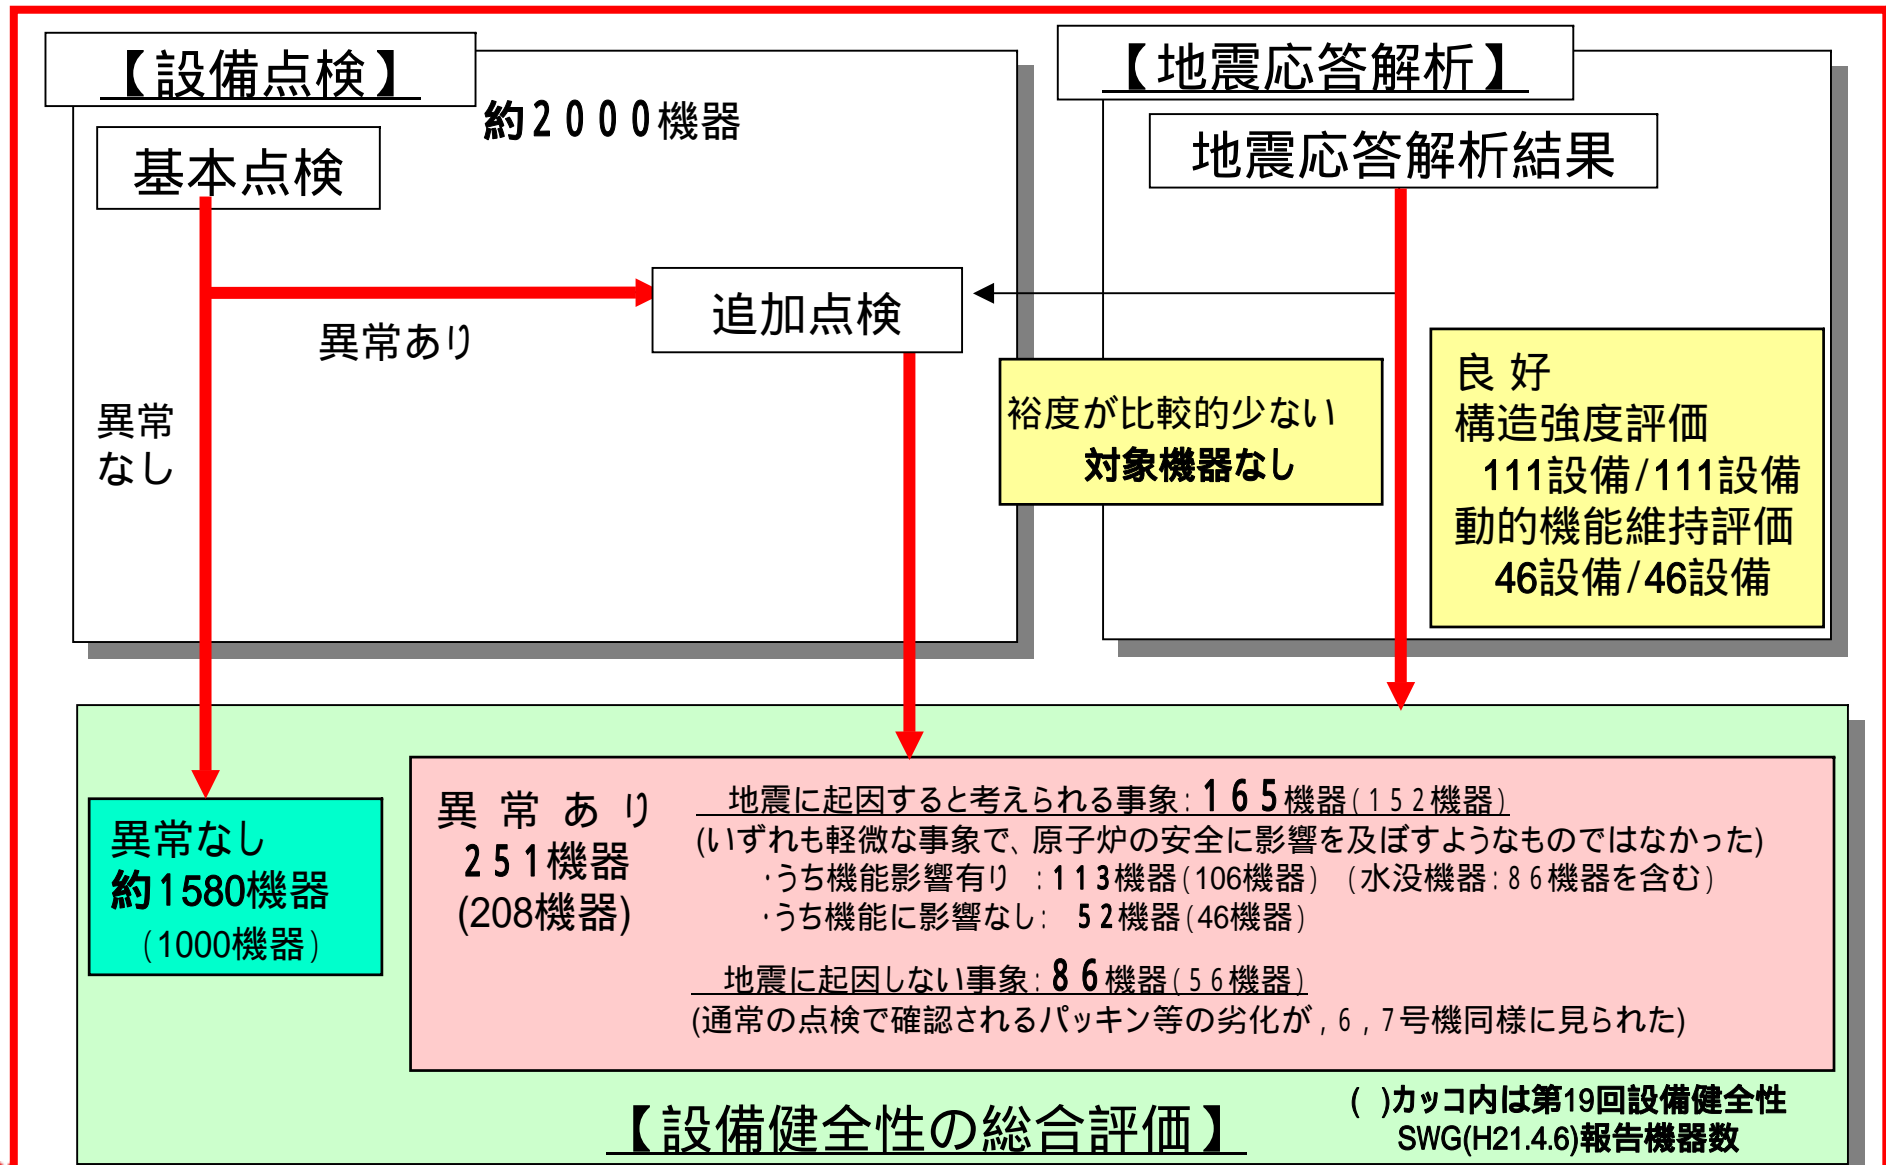 【設備点検】
約2000機器
基本点検
異常あり
追加点検
異常
なし
【地震応答解析】
地震応答解析結果
裕度が比較的少ない
対象機器なし
良 好
構造強度評価
111設備/111設備
動的機能維持評価
46設備/46設備
異常なし
約1580機器
(1000機器)
異 常 あ り
251機器
(208機器)
地震に起因すると考えられる事象:165機器(152機器)
(いずれも軽微な事象で、原子炉の安全に影響を及ぼすようなものではなかった)
・うち機能影響有り :113機器(106機器) (水没機器:86機器を含む)
・うち機能に影響なし: 52機器(46機器)
地震に起因しない事象:86機器(56機器)
(通常の点検で確認されるパッキン等の劣化が,6,7号機同様に見られた)
【設備健全性の総合評価】
( )カッコ内は第19回設備健全性
SWG(H21.4.6)報告機器数